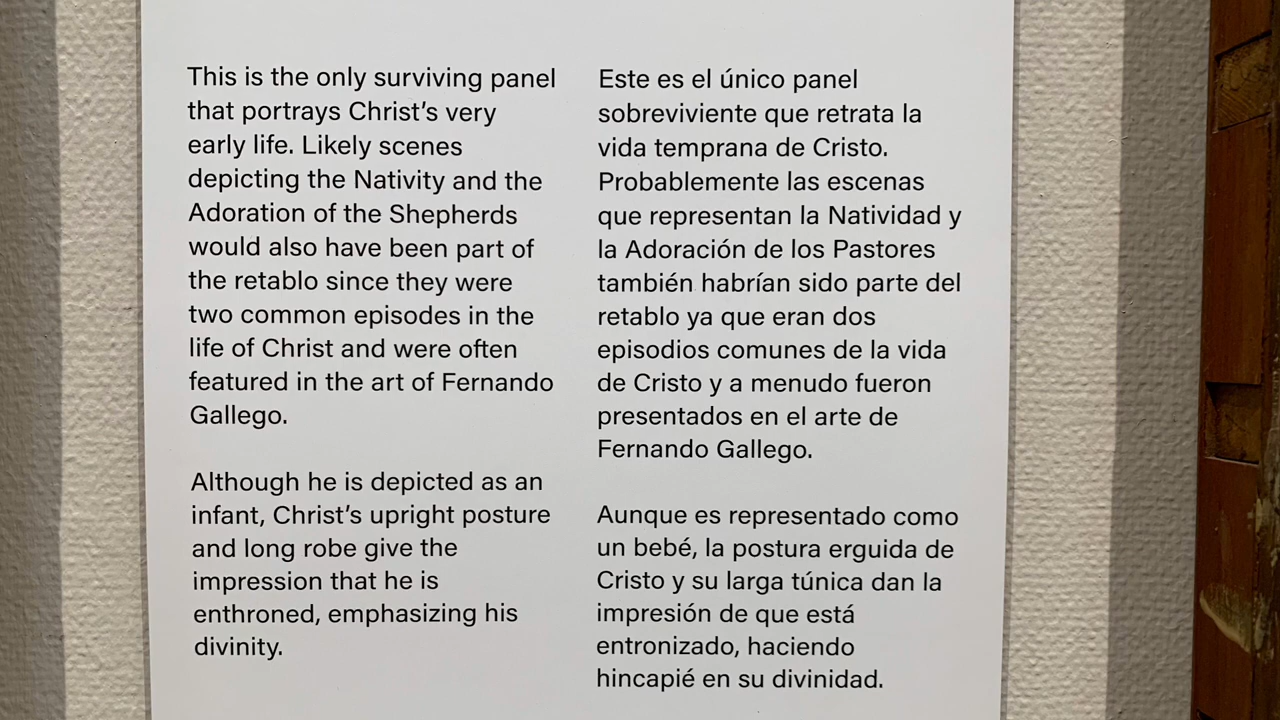 This is the only surviving panel
that portrays Christ's very
early life. Likely scenes
depicting the Nativity and the
Adoration of the Shepherds
would also have been part of
the retablo since they were
two common episodes in the
life of Christ and were often
featured in the art of Fernando
Gallego.
Although he is depicted as an
infant, Christ's upright posture
and long robe give the
impression that he is
enthroned, emphasizing his
divinity.
Este es el único panel
sobreviviente que retrata la
vida temprana de Cristo.
Probablemente las escenas
que representan la Natividad y
la Adoración de los Pastores
también habrían sido parte del
retablo ya que eran dos
episodios comunes de la vida
de Cristo y a menudo fueron
presentados en el arte de
Fernando Gallego.
Aunque es representado como
un bebé, la postura erguida de
Cristo y su larga túnica dan la
impresión de que está
entronizado, haciendo
hincapié en su divinidad.